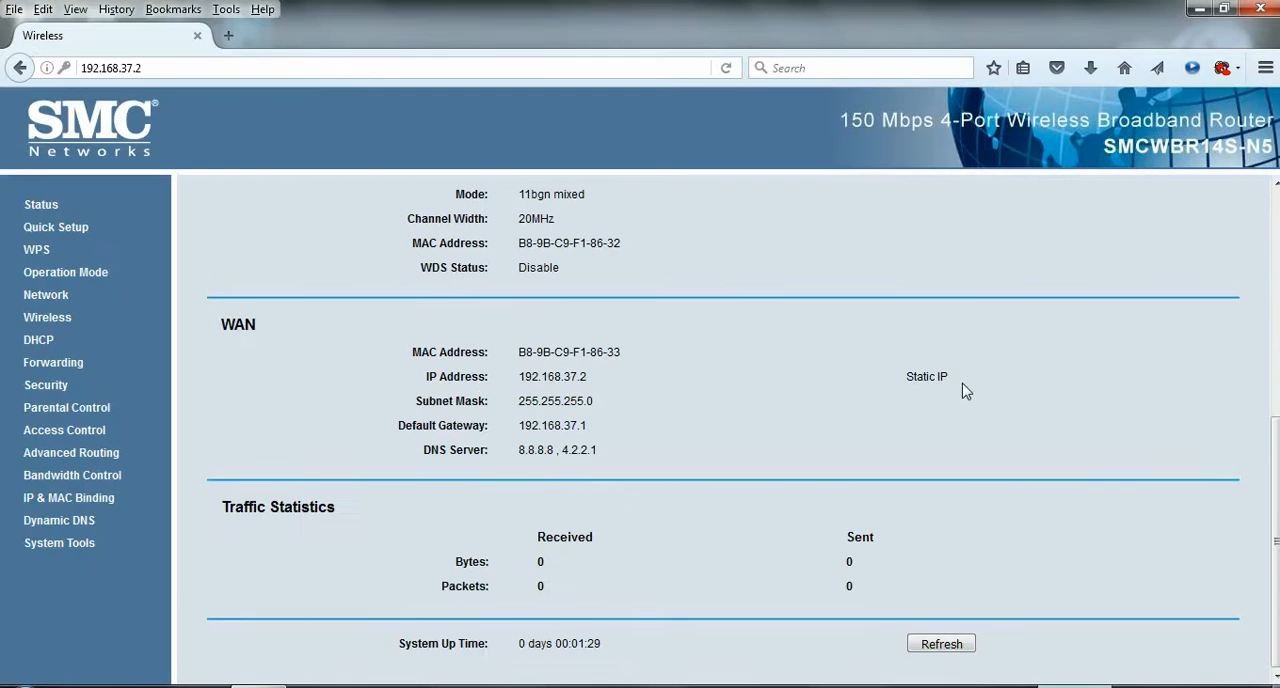 File Edit View History Bookmarks Tools Help
Wireless
192.168.37.2
Search
SMC®
Networks
150 Mbps 4-Port Wireless Broadband Router
SMCWBR14S-N5
Status
Quick Setup
WPS
Operation Mode
Network
Wireless
DHCP
Forwarding
Security
Parental Control
Access Control
Advanced Routing
Bandwidth Control
IP & MAC Binding
Dynamic DNS
System Tools
Mode: 11bgn mixed
Channel Width: 20MHz
MAC Address: B8-9B-C9-F1-86-32
WDS Status: Disable
WAN
MAC Address: B8-9B-C9-F1-86-33
IP Address: 192.168.37.2 Static IP
Subnet Mask: 255.255.255.0
Default Gateway: 192.168.37.1
DNS Server: 8.8.8.8 , 4.2.2.1
Traffic Statistics
Received Sent
Bytes: 0 0
Packets: 0 0
System Up Time: 0 days 00:01:29 Refresh